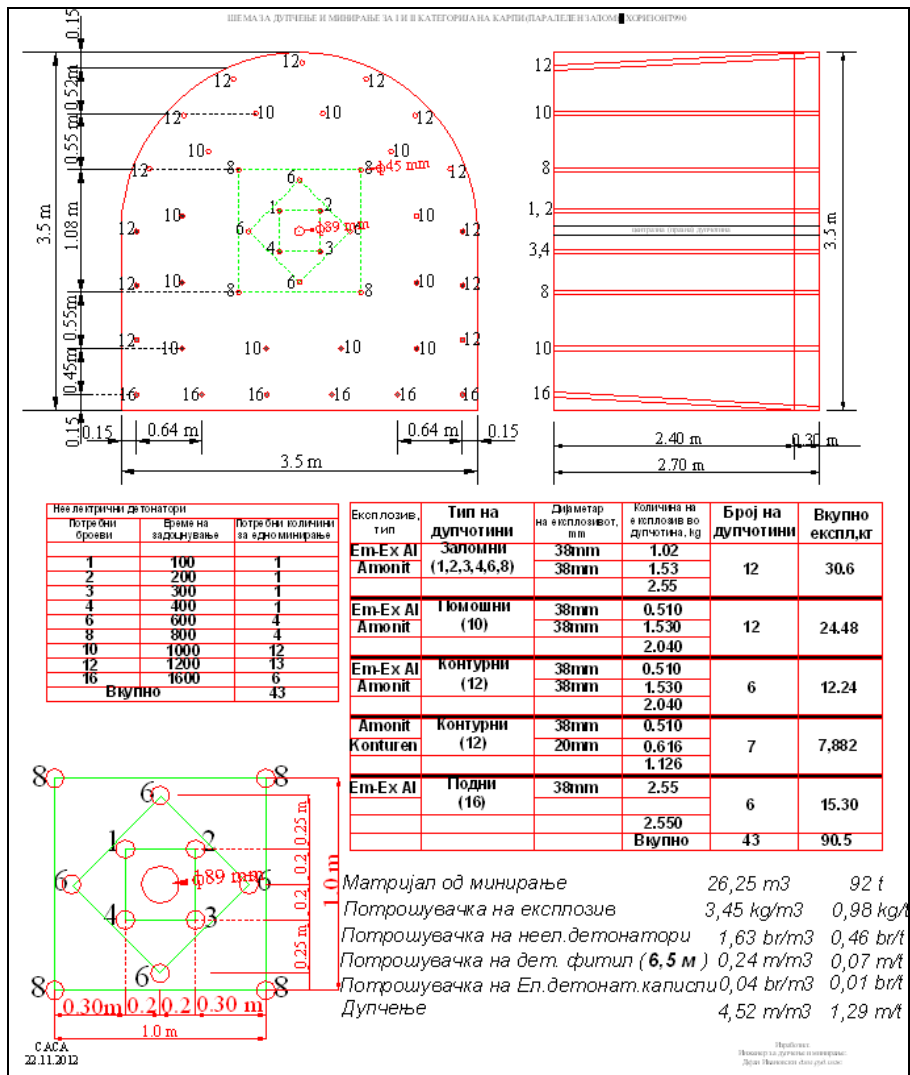 ШЕМА ЗА ДУПЧЕЊЕ И МИНИРАЊЕ ЗА I И II КАТЕГОРИЈА НА КАРПИ (ПАРАЛЕЛЕН ЗАЛОМ) ХОРИЗОНТ 990
0.15
0.52m
0.55 m
1.08 m
0.55m
0.45m
0.15
3.5 m
12
12 12
12 10 10 12
10 10
12 8 6 8 ф45 mm 12
10 1 2 10
12 6 ф89 mm 6 12
4 3
12 10 8 6 8 10 12
12 12
10 10 10 10
16 16 16 16 16 16
0.15 0.64 m 0.64 m 0.15
3.5 m
12
10
8
1, 2
3,4
8
10
16
3.5 m
2.40 m 0.30 m
2.70 m
Неелектрични детонатори
Потребни броеви Време на задоцнување Потребни количини за едно минирање
1 100 1
2 200 1
3 300 1
4 400 1
6 600 4
8 800 4
10 1000 12
12 1200 13
16 1600 6
Вкупно 43
Експлозив, тип Тип на дупчотини Дијаметар на експлозивот, mm Количина на експлозив во дупчотина, kg Број на дупчотини Вкупно експл,кг
Em-Ex Al Заломни 38mm 1.02
Amonit (1,2,3,4,6,8) 38mm 1.53 12 30.6
2.55
Em-Ex Al Помошни 38mm 0.510
Amonit (10) 38mm 1.530 12 24.48
2.040
Em-Ex Al Контурни 38mm 0.510
Amonit (12) 38mm 1.530 6 12.24
2.040
Amonit Контурни 38mm 0.510
Konturen (12) 20mm 0.616 7 7,882
1.126
Em-Ex Al Подни 38mm 2.55
(16) 6 15.30
2.550
Вкупно 43 90.5
8 8
6
1 2
6 ф89 mm 6
4 3
6
8 8
0.25 m
0.2
0.2
0.25 m
1.0 m
0.30m 0.2 0.2 0.30 m
1.0 m
Матријал од минирање 26,25 m3 92 t
Потрошувачка на експлозив 3,45 kg/m3 0,98 kg/t
Потрошувачка на неел.детонатори 1,63 br/m3 0,46 br/t
Потрошувачка на дет. фитил ( 6,5 м ) 0,24 m/m3 0,07 m/t
Потрошувачка на Ел.детонат.каписли 0,04 br/m3 0,01 br/t
Дупчење 4,52 m/m3 1,29 m/t
САСА
22.11.2012